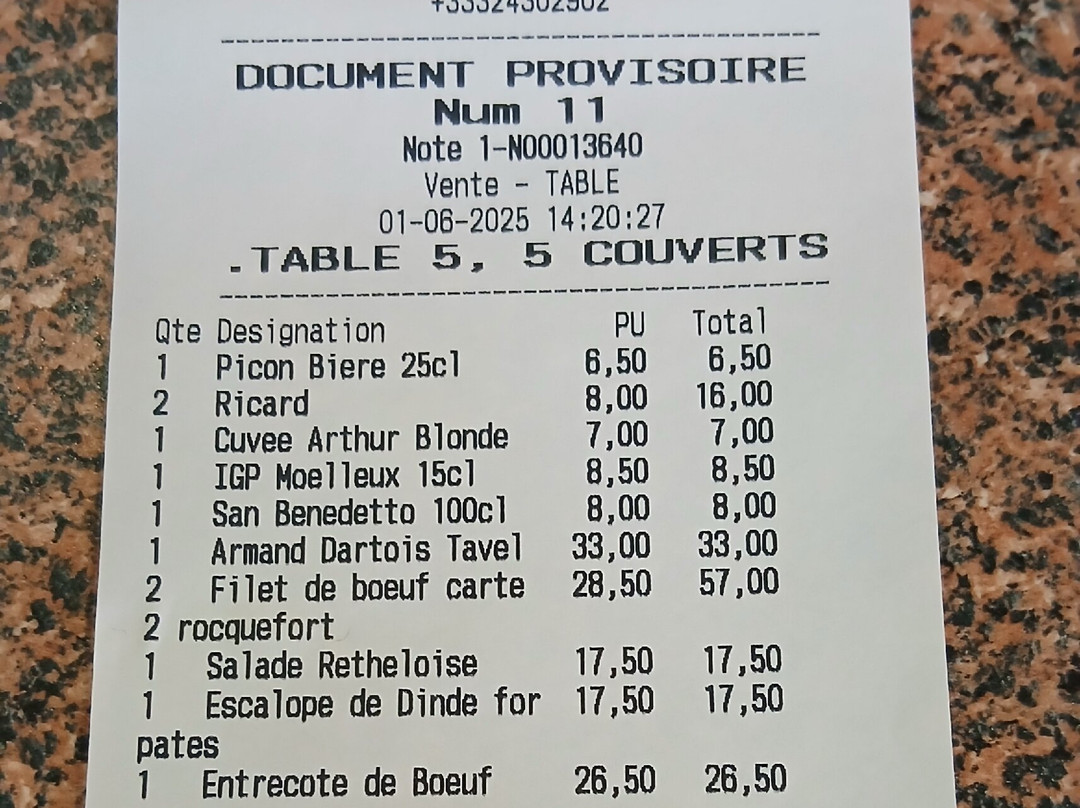 +33324302902
DOCUMENT PROVISOIRE
Num 11
Note 1-N00013640
Vente - TABLE
01-06-2025 14:20:27
.TABLE 5, 5 COUVERTS
Qte Designation PU Total
1 Picon Biere 25cl 6,50 6,50
2 Ricard 8,00 16,00
1 Cuvee Arthur Blonde 7,00 7,00
1 IGP Moelleux 15cl 8,50 8,50
1 San Benedetto 100cl 8,00 8,00
1 Armand Dartois Tavel 33,00 33,00
2 Filet de boeuf carte 28,50 57,00
2 rocquefort
1 Salade Retheloise 17,50 17,50
1 Escalope de Dinde for 17,50 17,50
pates
1 Entrecote de Boeuf 26,50 26,50